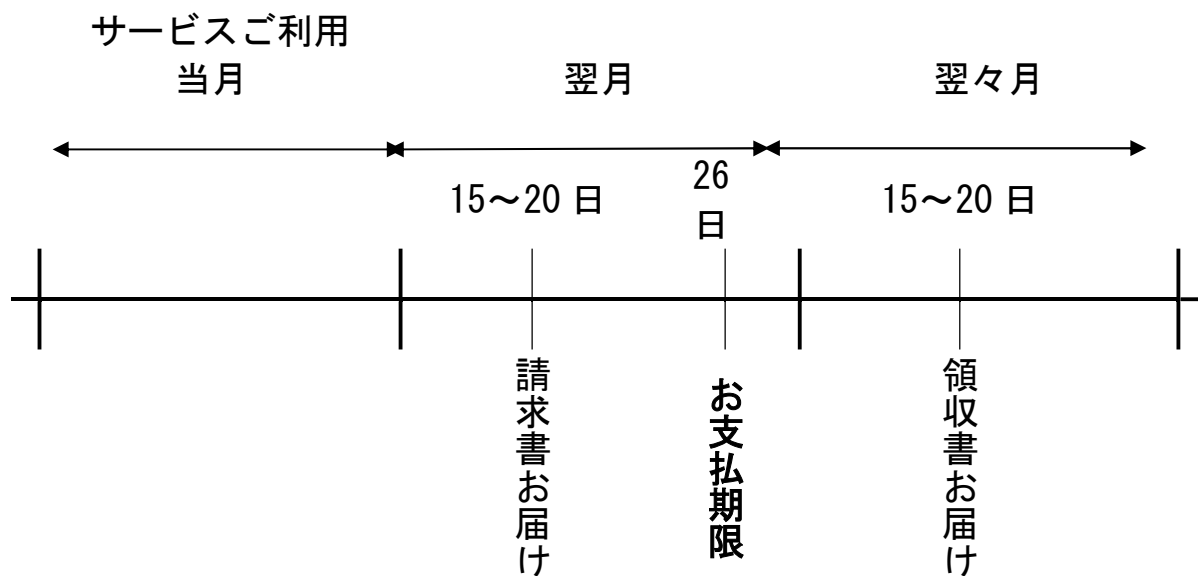 サービスご利用
当月
翌月
翌々月
15～20 日
26
日
15～20 日
請求書お届け
お支払期限
領収書お届け